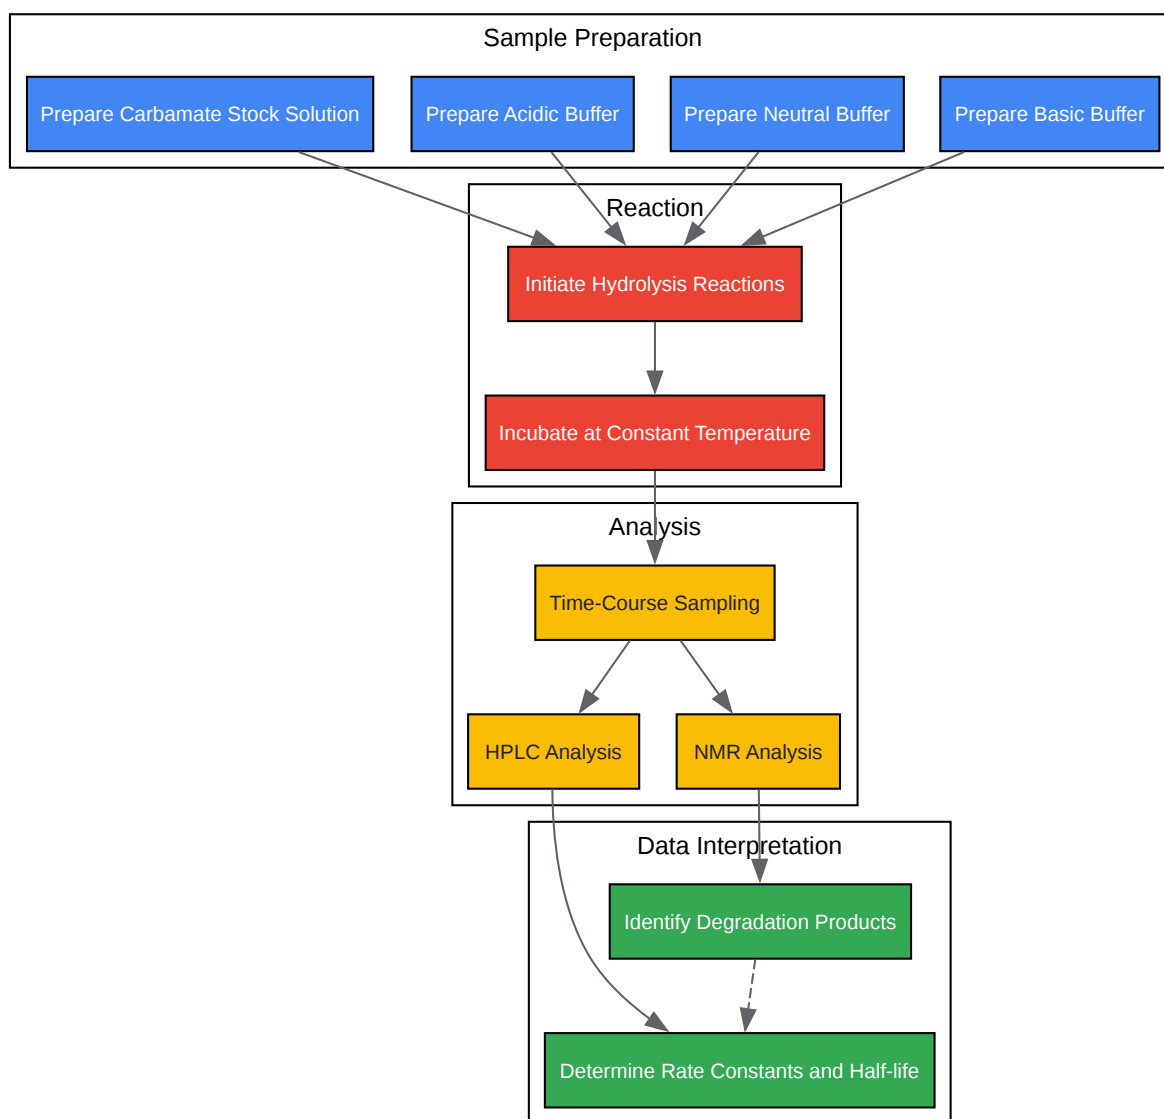 Sample Preparation
Prepare Carbamate Stock Solution
Prepare Acidic Buffer
Prepare Neutral Buffer
Prepare Basic Buffer
Reaction
Initiate Hydrolysis Reactions
Incubate at Constant Temperature
Analysis
Time-Course Sampling
HPLC Analysis
NMR Analysis
Data Interpretation
Identify Degradation Products
Determine Rate Constants and Half-life